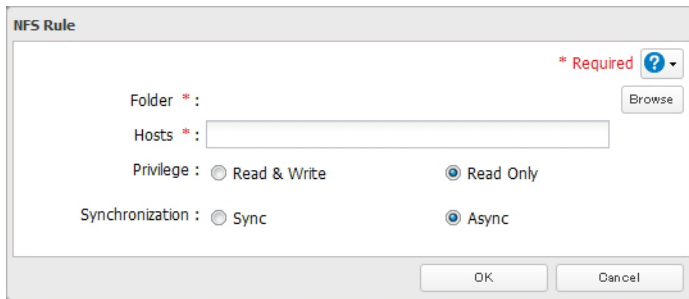 NFS Rule
* Required ?
Folder * :
Browse
Hosts * :
Privilege : Read & Write Read Only
Synchronization : Sync Async
OK Cancel